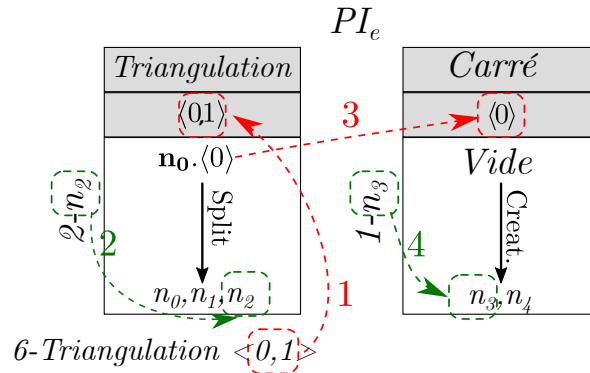 PIe
Triangulation
⟨0,1⟩
n0.⟨0⟩
Split
2-n2
2
n0,n1,n2
6-Triangulation <0,1>
1
3
Carré
⟨0⟩
Vide
Creat.
1-n3
4
n3,n4